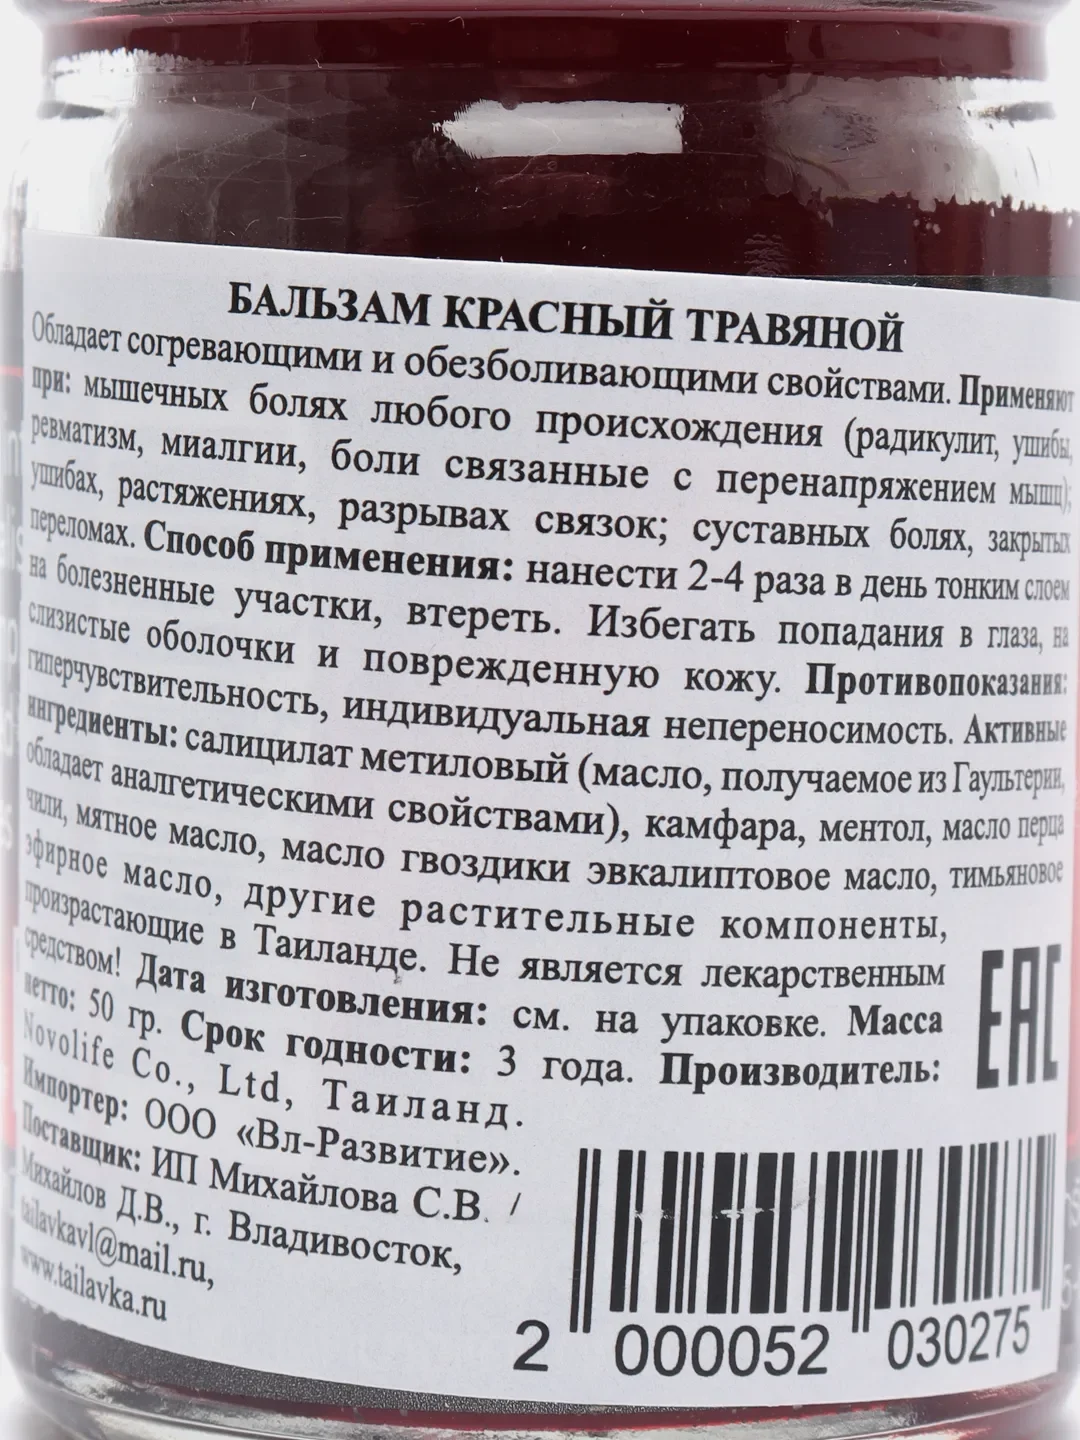 БАЛЬЗАМ КРАСНЫЙ ТРАВЯНОЙ
Обладает согревающими и обезболивающими свойствами. Применяют
при: мышечных болях любого происхождения (радикулит, ушибы,
ревматизм, миалгии, боли связанные с перенапряжением мышц);
ушибах, растяжениях, разрывах связок; суставных болях, закрытых
переломах. Способ применения: нанести 2-4 раза в день тонким слоем
на болезненные участки, втереть. Избегать попадания в глаза, на
слизистые оболочки и поврежденную кожу. Противопоказания:
гиперчувствительность, индивидуальная непереносимость. Активные
ингредиенты: салицилат метиловый (масло, получаемое из Гаультерии,
обладает аналгетическими свойствами), камфара, ментол, масло перца
чили, мятное масло, масло гвоздики эвкалиптовое масло, тимьяновое
эфирное масло, другие растительные компоненты,
произрастающие в Таиланде. Не является лекарственным
средством! Дата изготовления: см. на упаковке. Масса
нетто: 50 гр. Срок годности: 3 года. Производитель:
Novolife Co., Ltd, Таиланд.
Импортер: ООО «Вл-Развитие».
Поставщик: ИП Михайлова С.В. /
Михайлов Д.В., г. Владивосток,
tailavkavl@mail.ru,
www.tailavka.ru
EAC
2 000052 030275